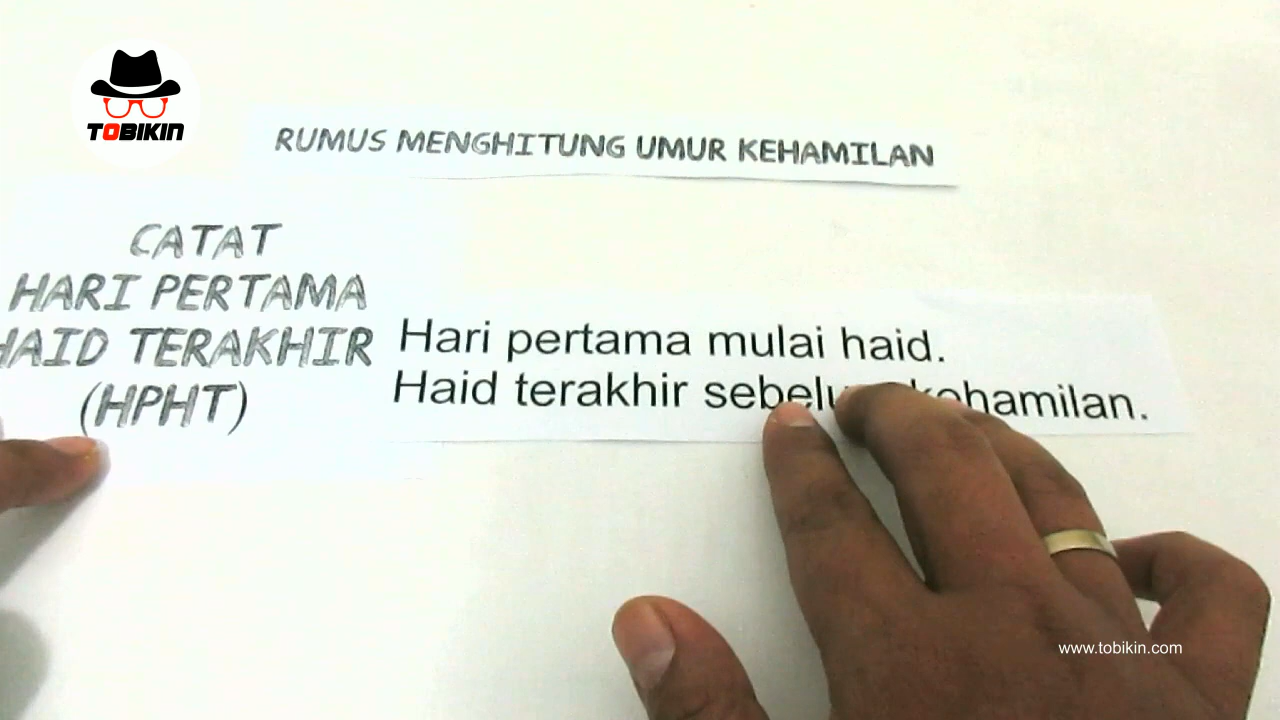 TOBIKIN
RUMUS MENGHITUNG UMUR KEHAMILAN
CATAT
HARI PERTAMA
HAID TERAKHIR
(HPHT)
Hari pertama mulai haid.
Haid terakhir kehamilan.
www.tobikin.com